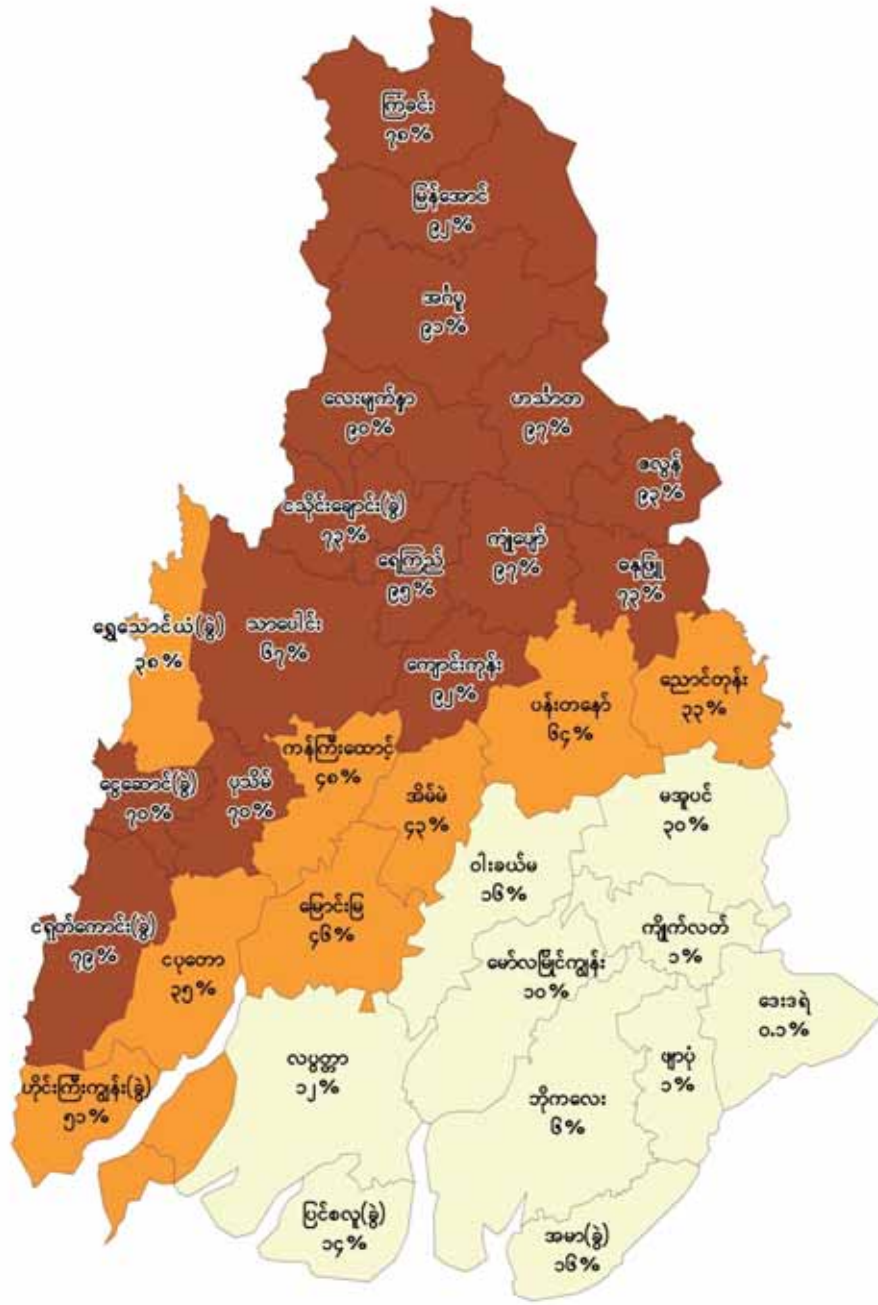 ကြံခင်း
၇၈%
မြန်အောင်
၉၂%
အင်္ဂပူ
၉၁%
လေးမျက်နှာ
၉၀%
ဟင်္သာတ
၉၇%
ဇလွန်
၉၃%
ငသိုင်းချောင်း(ခွဲ)
၇၃%
ရေကြည်
၉၅%
ကျုံပျော်
၉၇%
ဓနုဖြူ
၇၃%
ရွှေသောင်ယံ(ခွဲ)
၃၈%
သာပေါင်း
၆၇%
ကျောင်းကုန်း
၉၂%
ပန်းတနော်
၆၄%
ညောင်တုန်း
၃၃%
ငွေဆောင်(ခွဲ)
၇၀%
ပုသိမ်
၇၀%
ကန်ကြီးထောင့်
၄၈%
အိမ်မဲ
၄၃%
မအူပင်
၃၀%
ဝါးခယ်မ
၁၆%
ငရုတ်ကောင်း(ခွဲ)
၇၉%
ငပုတော
၃၅%
မြောင်းမြ
၄၆%
မော်လမြိုင်ကျွန်း
၁၀%
ကျိုက်လတ်
၁%
ဒေးဒရဲ
၀.၁%
ဟိုင်းကြီးကျွန်း(ခွဲ)
၅၁%
လပွတ္တာ
၁၂%
ဘိုကလေး
၆%
ဖျာပုံ
၁%
ပြင်စလူ(ခွဲ)
၁၄%
အမာ(ခွဲ)
၁၆%